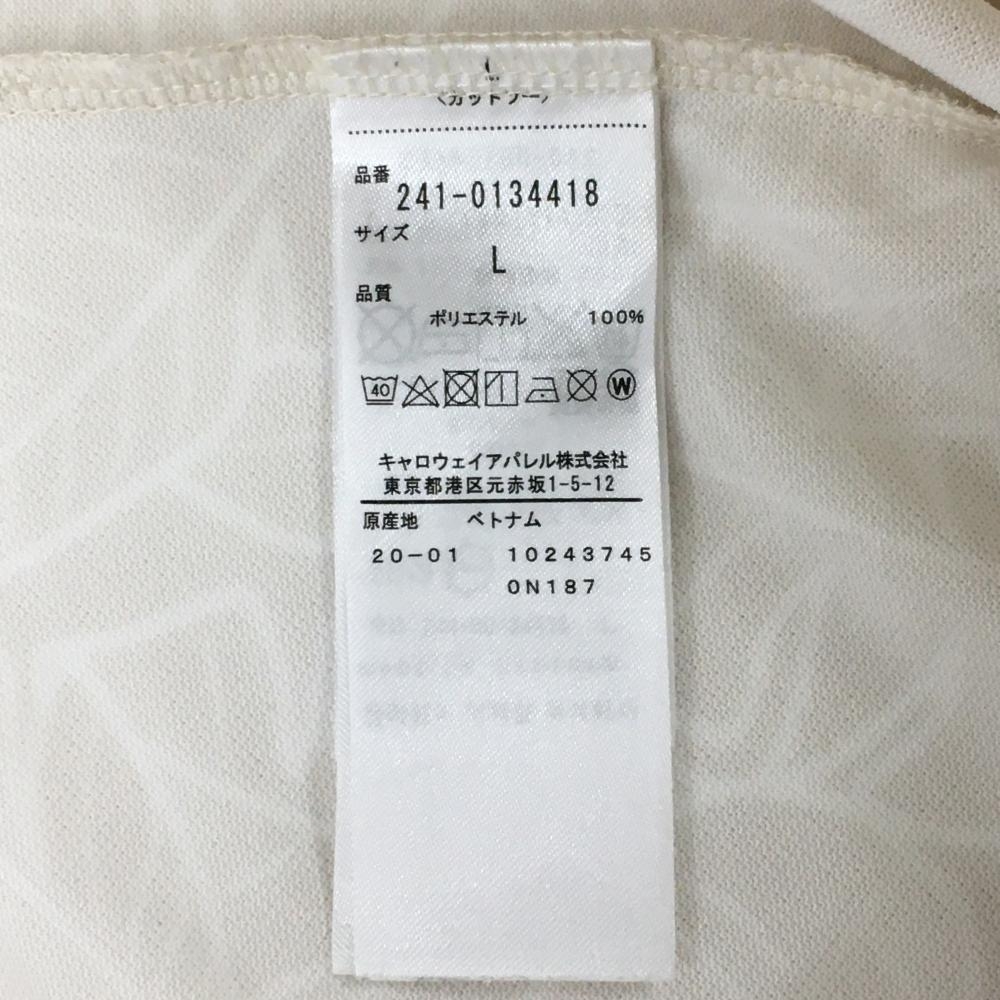 〈カットソー〉
品番
241-0134418
サイズ
L
品質
ポリエステル 100%
40 W
キャロウェイアパレル株式会社
東京都港区元赤坂1-5-12
原産地 ベトナム
20-01 10243745
0N187